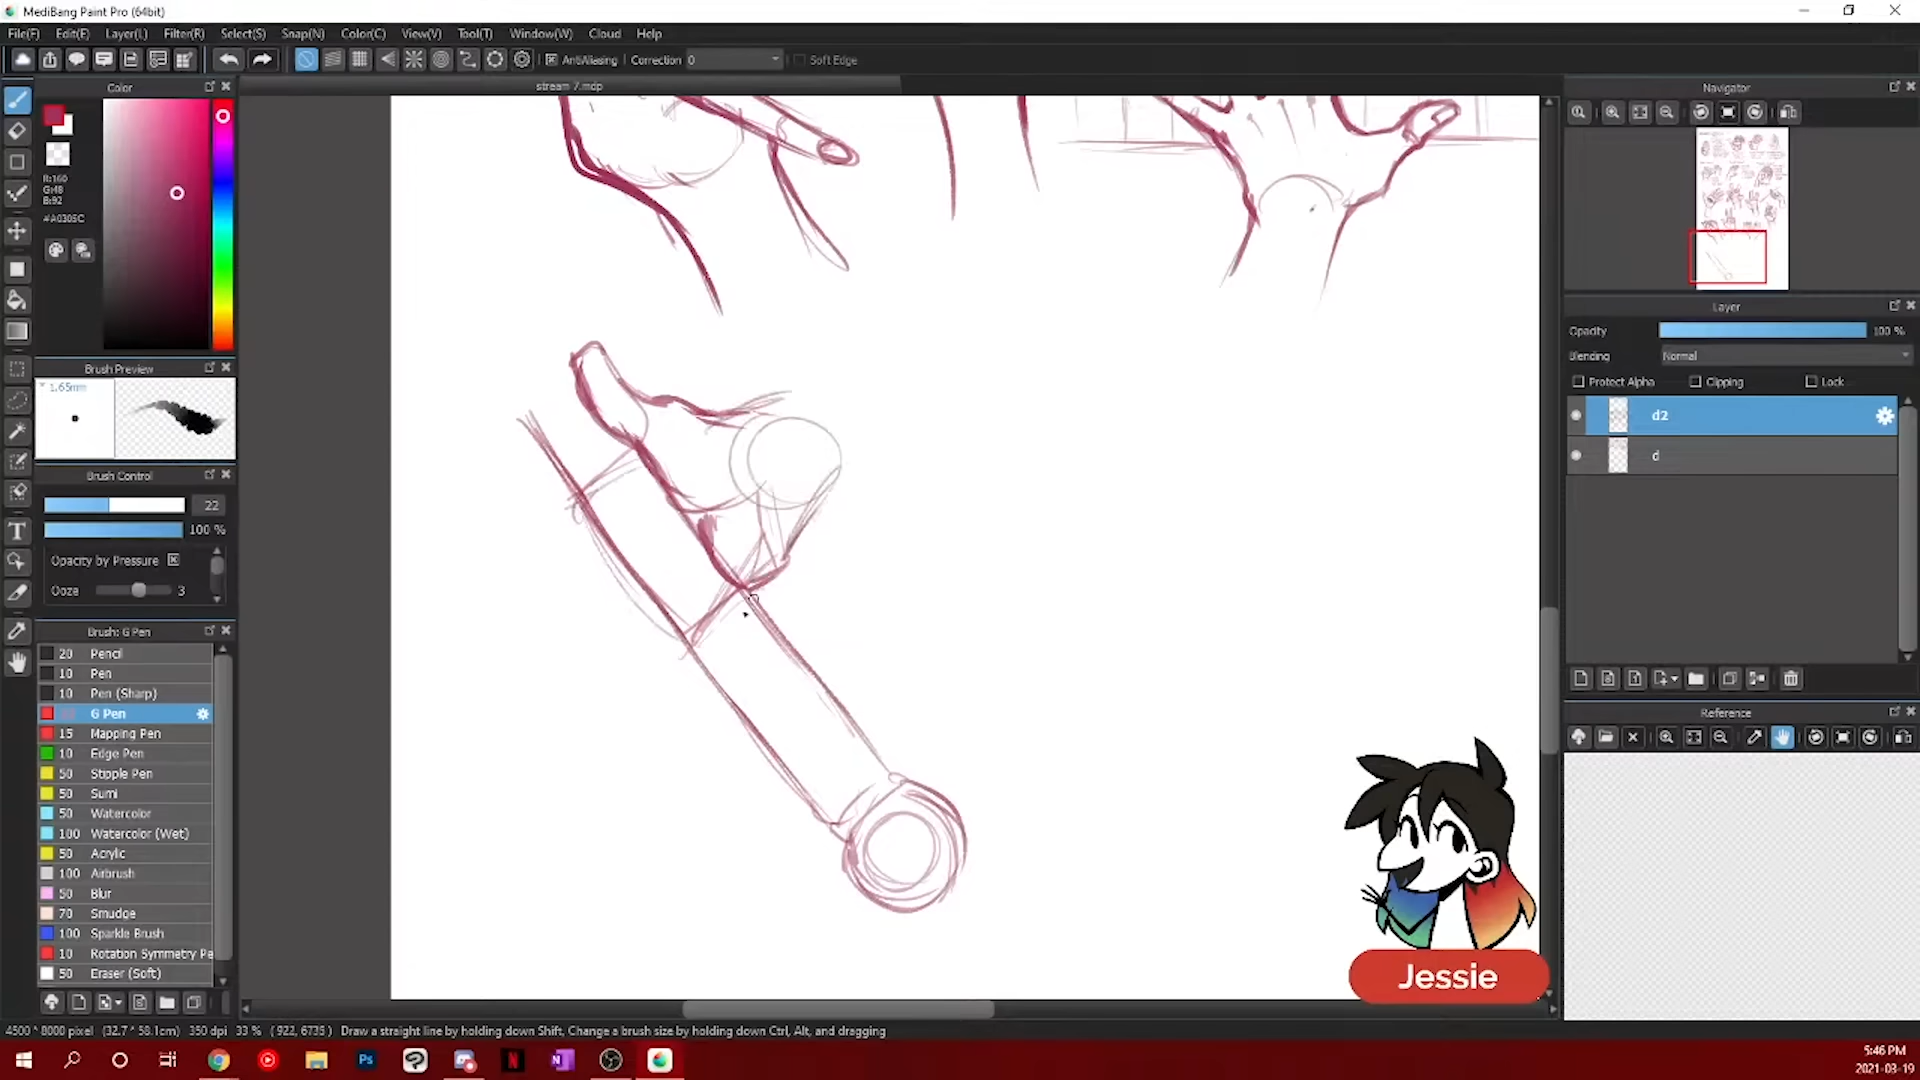 MediBang Paint Pro (64bit)
File(F) Edit(E) Layer(L) Filter(R) Select(S) Snap(N) Color(C) View(V) Tool(T) Window(W) Cloud Help
AntiAliasing Correction 0 Soft Edge
Color
stream 7.mdp
Navigator
R:160
G:48
B:92
#A0305C
Layer
Opacity 100 %
Blending Normal
Protect Alpha Clipping Lock
d2
d
Brush Preview
1.65mm
Brush Control
22
100 %
Opacity by Pressure
Ooze 3
Brush: G Pen
20 Pencil
10 Pen
10 Pen (Sharp)
G Pen
15 Mapping Pen
10 Edge Pen
50 Stipple Pen
50 Sumi
50 Watercolor
100 Watercolor (Wet)
50 Acrylic
100 Airbrush
50 Blur
70 Smudge
100 Sparkle Brush
10 Rotation Symmetry Pe
50 Eraser (Soft)
Reference
Jessie
4500 * 8000 pixel (32.7 * 58.1cm) 350 dpi 33 % ( 922, 6735 ) Draw a straight line by holding down Shift, Change a brush size by holding down Ctrl, Alt, and dragging
5:46 PM
2021-03-19